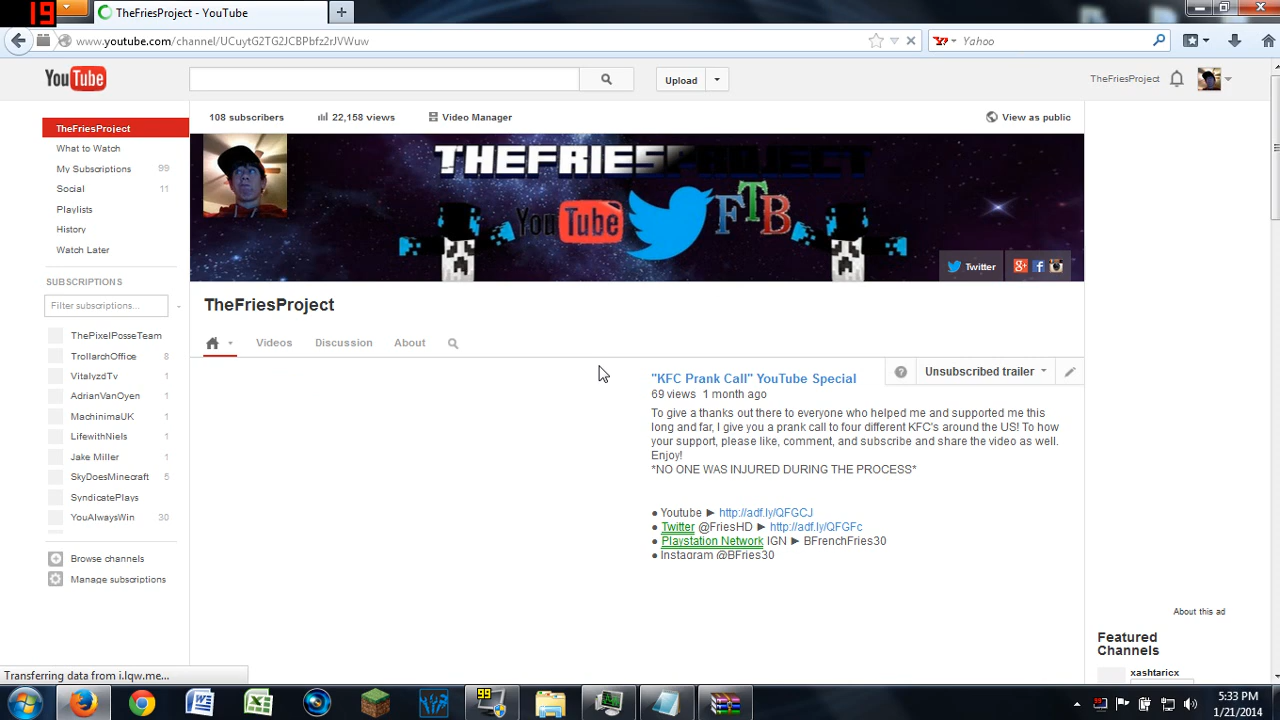 19
TheFriesProject - YouTube
www.youtube.com/channel/UCuytG2TG2JCBPbfz2rJVWuw
Yahoo
YouTube
Upload
TheFriesProject
TheFriesProject
What to Watch
My Subscriptions 99
Social 11
Playlists
History
Watch Later
SUBSCRIPTIONS
Filter subscriptions...
ThePixelPosseTeam
TrollarchOffice 8
VitalyzdTv 1
AdrianVanOyen 1
MachinimaUK 1
LifewithNiels 1
Jake Miller 1
SkyDoesMinecraft 5
SyndicatePlays
YouAlwaysWin 30
Browse channels
Manage subscriptions
108 subscribers 22,158 views Video Manager View as public
THEFRIESPROJECT
YouTube FTB
Twitter
TheFriesProject
Videos Discussion About
Unsubscribed trailer
"KFC Prank Call" YouTube Special
69 views 1 month ago
To give a thanks out there to everyone who helped me and supported me this
long and far, I give you a prank call to four different KFC's around the US! To how
your support, please like, comment, and subscribe and share the video as well.
Enjoy!
*NO ONE WAS INJURED DURING THE PROCESS*
● Youtube ► http://adf.ly/QFGCJ
● Twitter @FriesHD ► http://adf.ly/QFGFc
● Playstation Network IGN ► BFrenchFries30
● Instagram @BFries30
About this ad
Featured
Channels
xashtaricx
Transferring data from i.lqw.me...
99
5:33 PM
1/21/2014